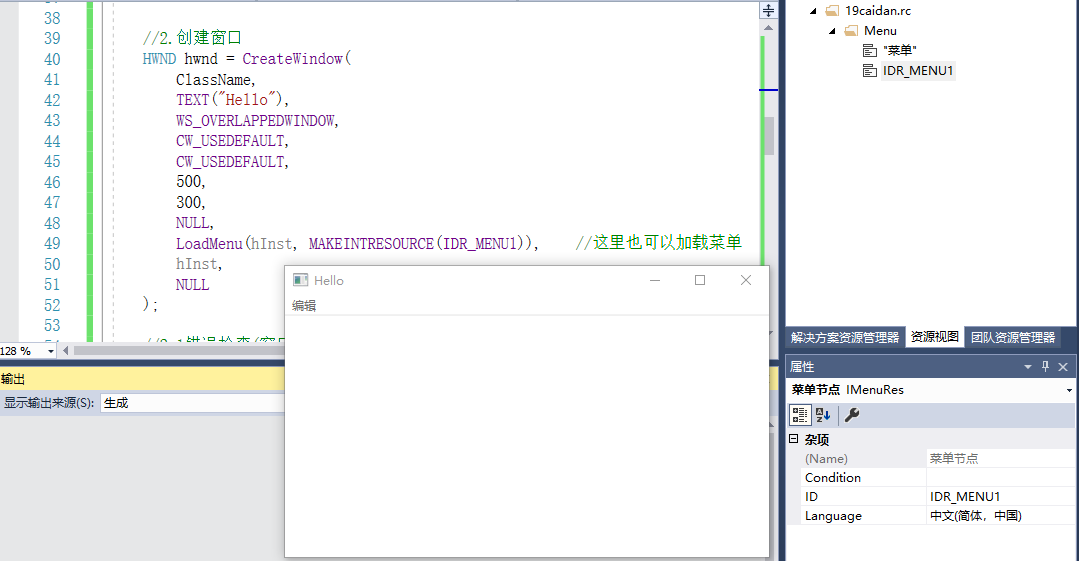 38
39 //2.创建窗口
40 HWND hwnd = CreateWindow(
41 ClassName,
42 TEXT("Hello"),
43 WS_OVERLAPPEDWINDOW,
44 CW_USEDEFAULT,
45 CW_USEDEFAULT,
46 500,
47 300,
48 NULL,
49 LoadMenu(hInst, MAKEINTRESOURCE(IDR_MENU1)), //这里也可以加载菜单
50 hInst,
51 NULL
52 );
53
128 %
输出
显示输出来源(S): 生成
Hello
编辑
19caidan.rc
Menu
"菜单"
IDR_MENU1
解决方案资源管理器 资源视图 团队资源管理器
属性
菜单节点 IMenuRes
杂项
(Name) 菜单节点
Condition
ID IDR_MENU1
Language 中文(简体，中国)